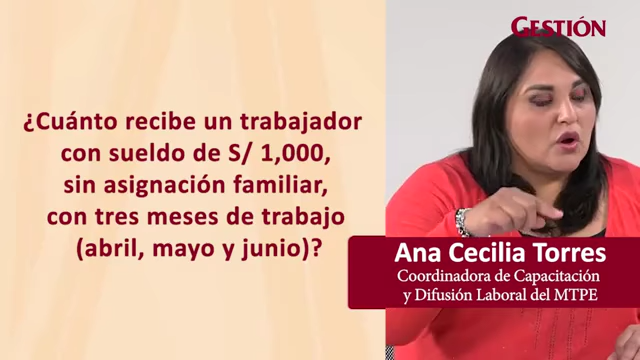 GESTIÓN
¿Cuánto recibe un trabajador
con sueldo de S/ 1,000,
sin asignación familiar,
con tres meses de trabajo
(abril, mayo y junio)?
Ana Cecilia Torres
Coordinadora de Capacitación
y Difusión Laboral del MTPE